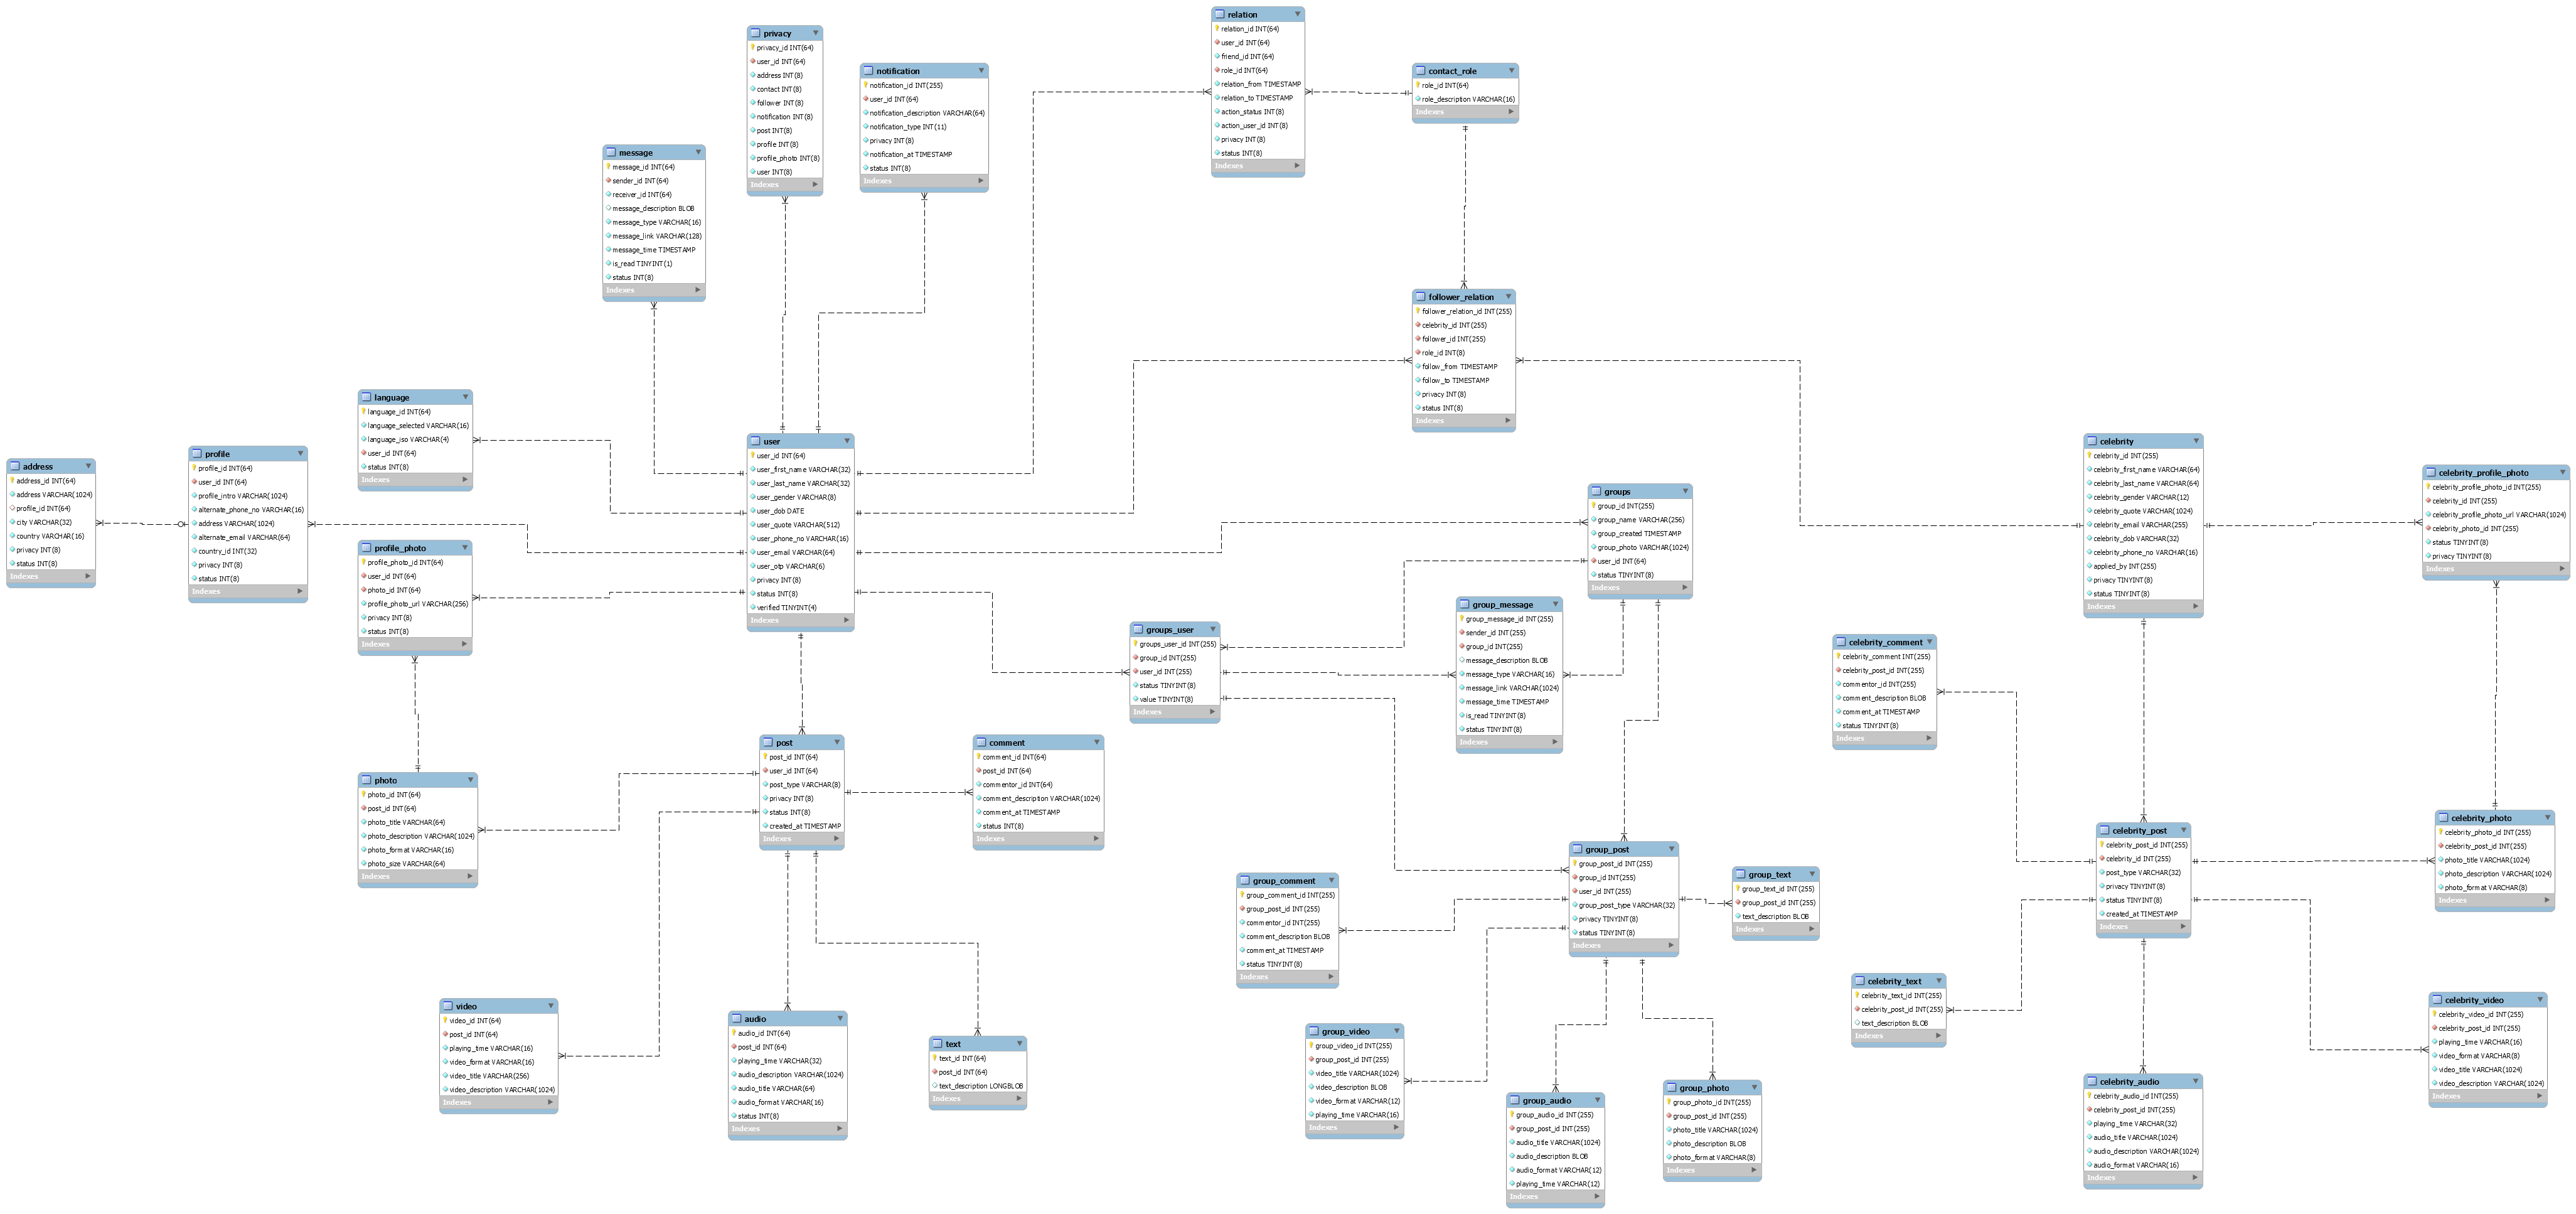 relation
relation_id INT(64)
user_id INT(64)
friend_id INT(64)
role_id INT(64)
relation_from TIMESTAMP
relation_to TIMESTAMP
action_status INT(8)
action_user_id INT(8)
privacy INT(8)
status INT(8)
Indexes
privacy
privacy_id INT(64)
user_id INT(64)
address INT(8)
contact INT(8)
follower INT(8)
notification INT(8)
post INT(8)
profile INT(8)
profile_photo INT(8)
user INT(8)
Indexes
notification
notification_id INT(255)
user_id INT(64)
notification_description VARCHAR(64)
notification_type INT(11)
privacy INT(8)
notification_at TIMESTAMP
status INT(8)
Indexes
contact_role
role_id INT(64)
role_description VARCHAR(16)
Indexes
message
message_id INT(64)
sender_id INT(64)
receiver_id INT(64)
message_description BLOB
message_type VARCHAR(16)
message_link VARCHAR(128)
message_time TIMESTAMP
is_read TINYINT(1)
status INT(8)
Indexes
follower_relation
follower_relation_id INT(255)
celebrity_id INT(255)
follower_id INT(255)
role_id INT(8)
follow_from TIMESTAMP
follow_to TIMESTAMP
privacy INT(8)
status INT(8)
Indexes
language
language_id INT(64)
language_selected VARCHAR(16)
language_iso VARCHAR(4)
user_id INT(64)
status INT(8)
Indexes
address
address_id INT(64)
address VARCHAR(1024)
profile_id INT(64)
city VARCHAR(32)
country VARCHAR(16)
privacy INT(8)
status INT(8)
Indexes
profile
profile_id INT(64)
user_id INT(64)
profile_intro VARCHAR(1024)
alternate_phone_no VARCHAR(16)
address VARCHAR(1024)
alternate_email VARCHAR(64)
country_id INT(32)
privacy INT(8)
status INT(8)
Indexes
user
user_id INT(64)
user_first_name VARCHAR(32)
user_last_name VARCHAR(32)
user_gender VARCHAR(8)
user_dob DATE
user_quote VARCHAR(512)
user_phone_no VARCHAR(16)
user_email VARCHAR(64)
user_otp VARCHAR(6)
privacy INT(8)
status INT(8)
verified TINYINT(4)
Indexes
celebrity
celebrity_id INT(255)
celebrity_first_name VARCHAR(64)
celebrity_last_name VARCHAR(64)
celebrity_gender VARCHAR(12)
celebrity_quote VARCHAR(1024)
celebrity_email VARCHAR(255)
celebrity_dob VARCHAR(32)
celebrity_phone_no VARCHAR(16)
applied_by INT(255)
privacy TINYINT(8)
status TINYINT(8)
Indexes
celebrity_profile_photo
celebrity_profile_photo_id INT(255)
celebrity_id INT(255)
celebrity_profile_photo_url VARCHAR(1024)
celebrity_photo_id INT(255)
status TINYINT(8)
privacy TINYINT(8)
Indexes
groups
group_id INT(255)
group_name VARCHAR(256)
group_created TIMESTAMP
group_photo VARCHAR(1024)
user_id INT(64)
status TINYINT(8)
Indexes
profile_photo
profile_photo_id INT(64)
user_id INT(64)
photo_id INT(64)
profile_photo_url VARCHAR(256)
privacy INT(8)
status INT(8)
Indexes
group_message
group_message_id INT(255)
sender_id INT(255)
group_id INT(255)
message_description BLOB
message_type VARCHAR(16)
message_link VARCHAR(1024)
message_time TIMESTAMP
is_read TINYINT(8)
status TINYINT(8)
Indexes
groups_user
groups_user_id INT(255)
group_id INT(255)
user_id INT(255)
status TINYINT(8)
value TINYINT(8)
Indexes
celebrity_comment
celebrity_comment INT(255)
celebrity_post_id INT(255)
commentor_id INT(255)
comment_description BLOB
comment_at TIMESTAMP
status TINYINT(8)
Indexes
post
post_id INT(64)
user_id INT(64)
post_type VARCHAR(8)
privacy INT(8)
status INT(8)
created_at TIMESTAMP
Indexes
comment
comment_id INT(64)
post_id INT(64)
commentor_id INT(64)
comment_description VARCHAR(1024)
comment_at TIMESTAMP
status INT(8)
Indexes
photo
photo_id INT(64)
post_id INT(64)
photo_title VARCHAR(64)
photo_description VARCHAR(1024)
photo_format VARCHAR(16)
photo_size VARCHAR(64)
Indexes
celebrity_post
celebrity_post_id INT(255)
celebrity_id INT(255)
post_type VARCHAR(32)
privacy TINYINT(8)
status TINYINT(8)
created_at TIMESTAMP
Indexes
celebrity_photo
celebrity_photo_id INT(255)
celebrity_post_id INT(255)
photo_title VARCHAR(1024)
photo_description VARCHAR(1024)
photo_format VARCHAR(8)
Indexes
group_post
group_post_id INT(255)
group_id INT(255)
user_id INT(255)
group_post_type VARCHAR(32)
privacy TINYINT(8)
status TINYINT(8)
Indexes
group_text
group_text_id INT(255)
group_post_id INT(255)
text_description BLOB
Indexes
group_comment
group_comment_id INT(255)
group_post_id INT(255)
commentor_id INT(255)
comment_description BLOB
comment_at TIMESTAMP
status TINYINT(8)
Indexes
celebrity_text
celebrity_text_id INT(255)
celebrity_post_id INT(255)
text_description BLOB
Indexes
celebrity_video
celebrity_video_id INT(255)
celebrity_post_id INT(255)
playing_time VARCHAR(16)
video_format VARCHAR(8)
video_title VARCHAR(1024)
video_description VARCHAR(1024)
Indexes
video
video_id INT(64)
post_id INT(64)
playing_time VARCHAR(16)
video_format VARCHAR(16)
video_title VARCHAR(256)
video_description VARCHAR(1024)
Indexes
audio
audio_id INT(64)
post_id INT(64)
playing_time VARCHAR(32)
audio_description VARCHAR(1024)
audio_title VARCHAR(64)
audio_format VARCHAR(16)
status INT(8)
Indexes
text
text_id INT(64)
post_id INT(64)
text_description LONGBLOB
Indexes
group_video
group_video_id INT(255)
group_post_id INT(255)
video_title VARCHAR(1024)
video_description BLOB
video_format VARCHAR(12)
playing_time VARCHAR(16)
Indexes
group_audio
group_audio_id INT(255)
group_post_id INT(255)
audio_title VARCHAR(1024)
audio_description BLOB
audio_format VARCHAR(12)
playing_time VARCHAR(12)
Indexes
group_photo
group_photo_id INT(255)
group_post_id INT(255)
photo_title VARCHAR(1024)
photo_description BLOB
photo_format VARCHAR(8)
Indexes
celebrity_audio
celebrity_audio_id INT(255)
celebrity_post_id INT(255)
playing_time VARCHAR(32)
audio_title VARCHAR(1024)
audio_description VARCHAR(1024)
audio_format VARCHAR(16)
Indexes